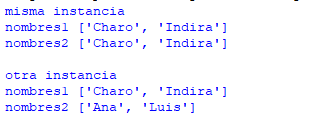 misma instancia
nombres1 ['Charo', 'Indira']
nombres2 ['Charo', 'Indira']
otra instancia
nombres1 ['Charo', 'Indira']
nombres2 ['Ana', 'Luis']